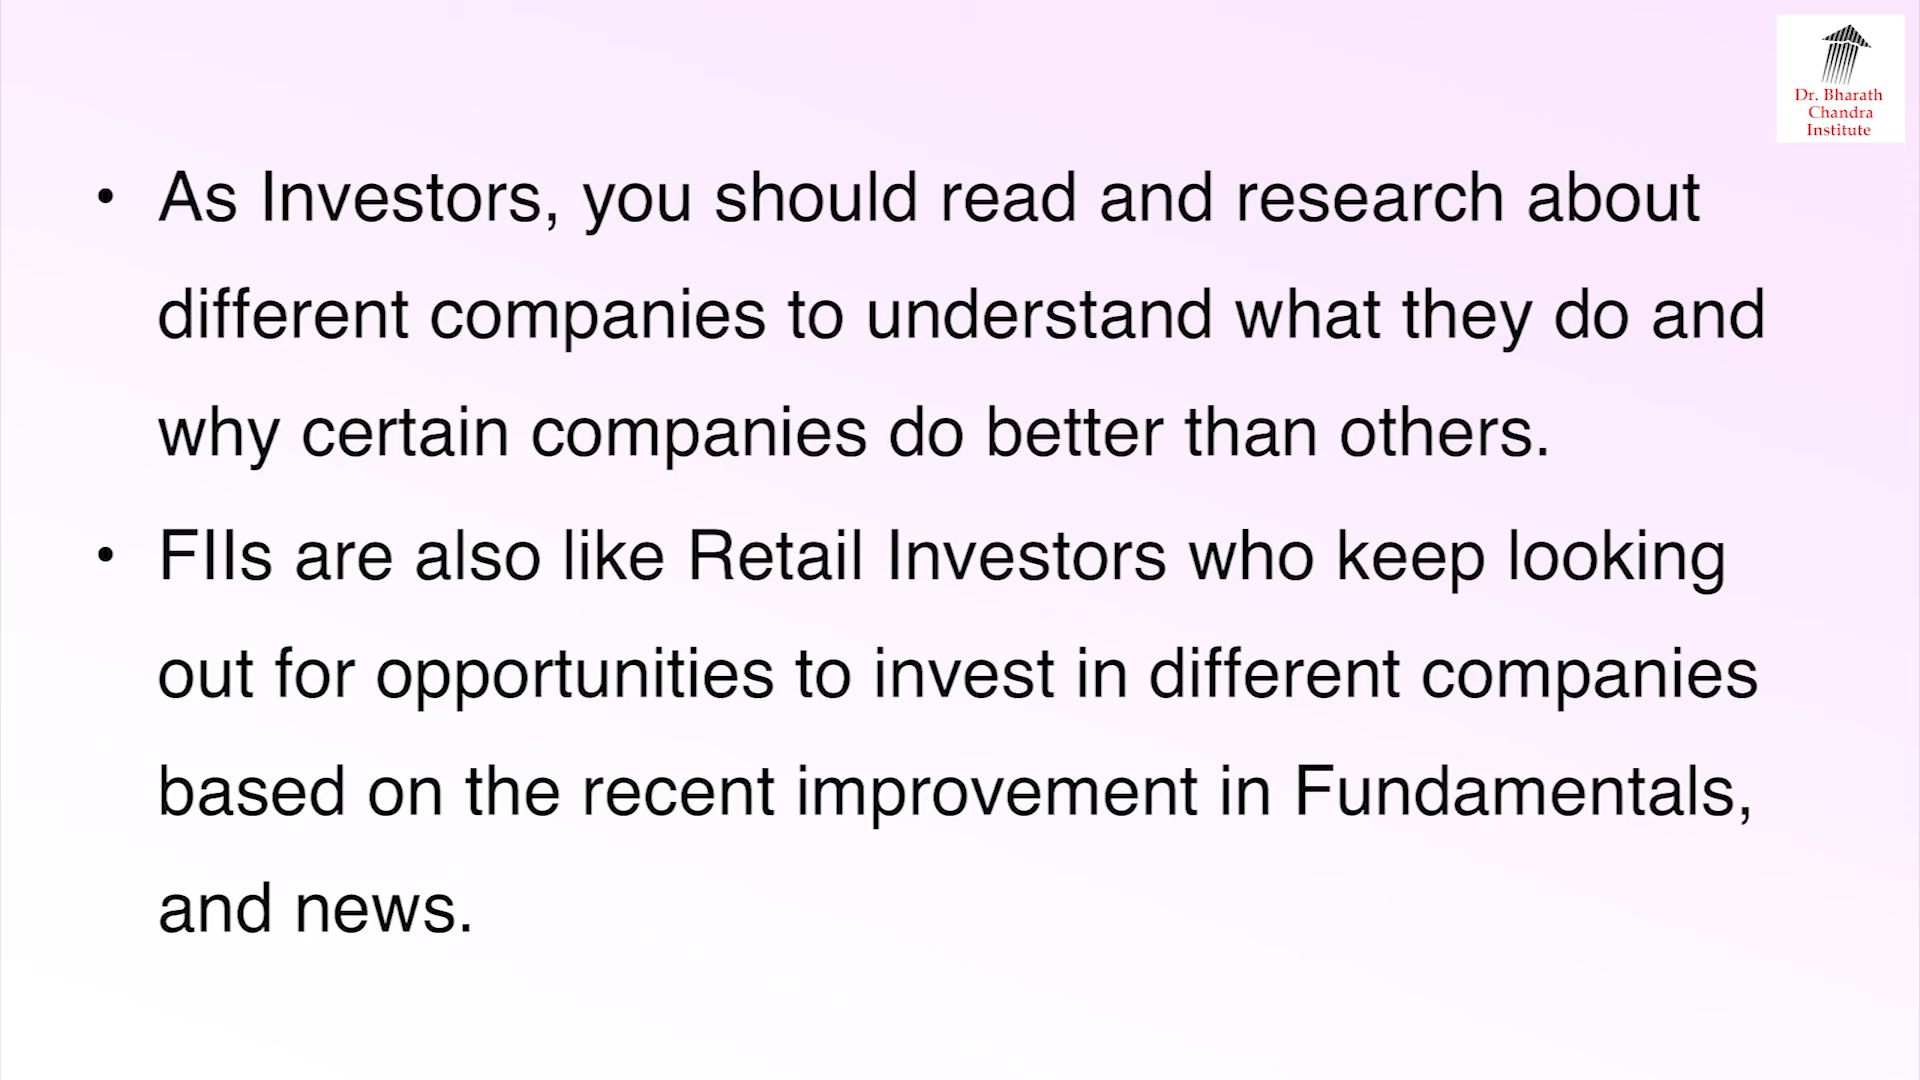 Dr. Bharath
Chandra
Institute
• As Investors, you should read and research about
different companies to understand what they do and
why certain companies do better than others.
• FIIs are also like Retail Investors who keep looking
out for opportunities to invest in different companies
based on the recent improvement in Fundamentals,
and news.